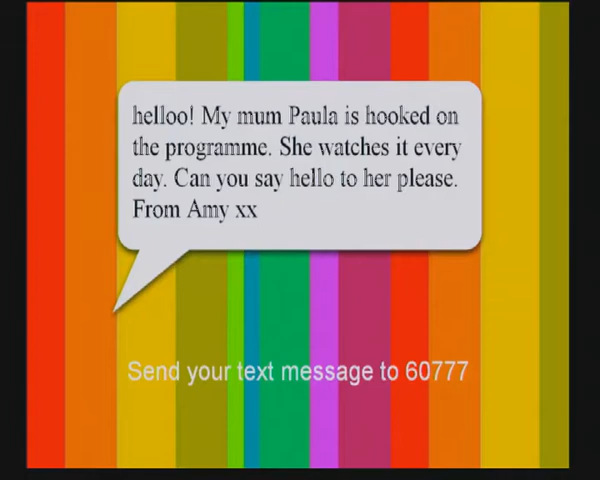 helloo! My mum Paula is hooked on
the programme. She watches it every
day. Can you say hello to her please.
From Amy xx
Send your text message to 60777